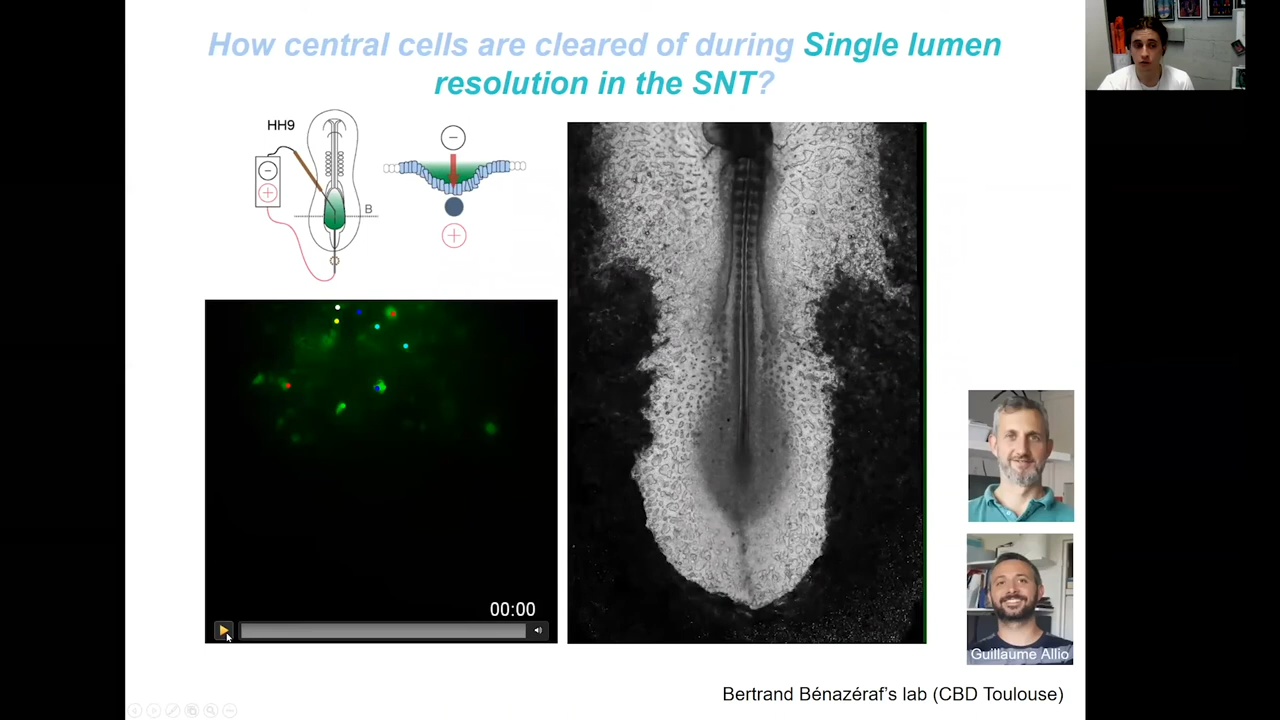 How central cells are cleared of during Single lumen
resolution in the SNT?
HH9
B
00:00
Guillaume Allio
Bertrand Bénazéraf's lab (CBD Toulouse)